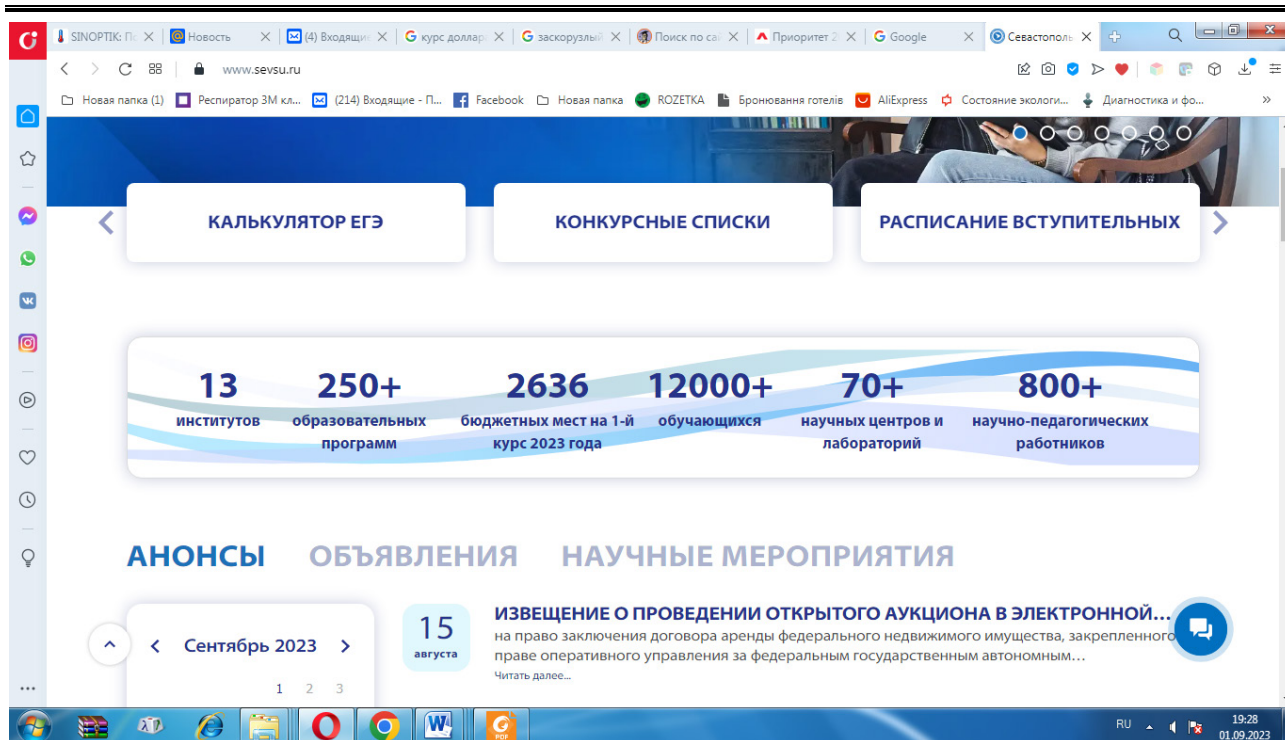 SINOPTIK: По
Новость
(4) Входящие
курс доллар
заскорузлый
Поиск по сай
Приоритет 2
Google
Севастополь
www.sevsu.ru
Новая папка (1)
Респиратор 3М кл...
(214) Входящие - П...
Facebook
Новая папка
ROZETKA
Бронювання готелів
AliExpress
Состояние экологи...
Диагностика и фо...
»
КАЛЬКУЛЯТОР ЕГЭ
КОНКУРСНЫЕ СПИСКИ
РАСПИСАНИЕ ВСТУПИТЕЛЬНЫХ
13
институтов
250+
образовательных
программ
2636
бюджетных мест на 1-й
курс 2023 года
12000+
обучающихся
70+
научных центров и
лабораторий
800+
научно-педагогических
работников
АНОНСЫ
ОБЪЯВЛЕНИЯ
НАУЧНЫЕ МЕРОПРИЯТИЯ
Сентябрь 2023
1 2 3
15
августа
ИЗВЕЩЕНИЕ О ПРОВЕДЕНИИ ОТКРЫТОГО АУКЦИОНА В ЭЛЕКТРОННОЙ...
на право заключения договора аренды федерального недвижимого имущества, закрепленного
праве оперативного управления за федеральным государственным автономным...
Читать далее...
RU
19:28
01.09.2023